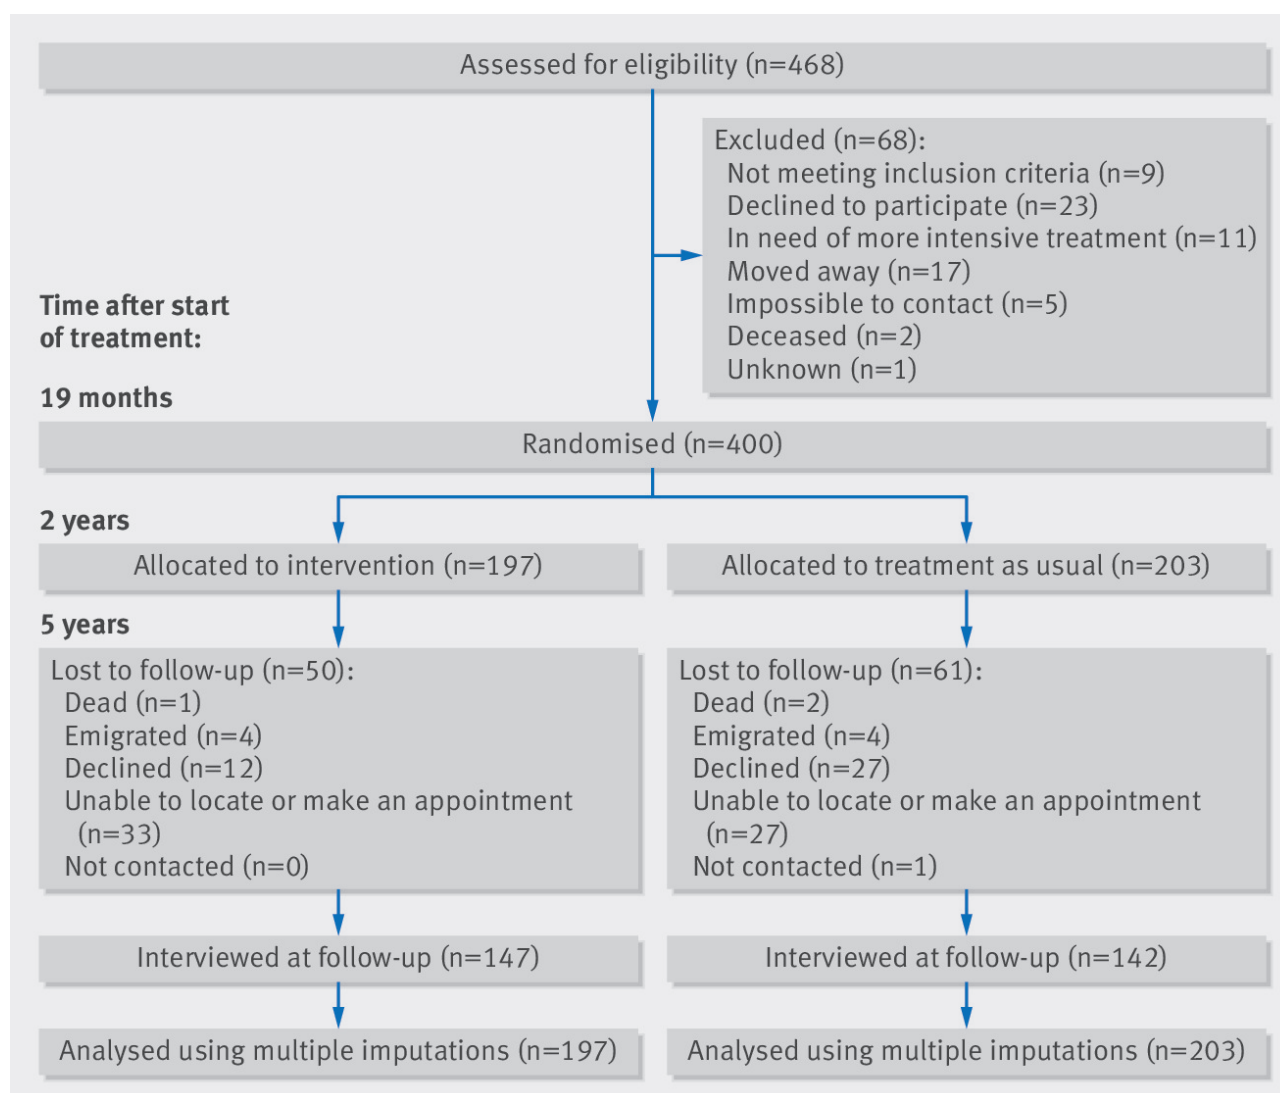 Assessed for eligibility (n=468)
Excluded (n=68):
Not meeting inclusion criteria (n=9)
Declined to participate (n=23)
In need of more intensive treatment (n=11)
Moved away (n=17)
Impossible to contact (n=5)
Deceased (n=2)
Unknown (n=1)
Time after start
of treatment:
19 months
Randomised (n=400)
2 years
Allocated to intervention (n=197)
Allocated to treatment as usual (n=203)
5 years
Lost to follow-up (n=50):
Dead (n=1)
Emigrated (n=4)
Declined (n=12)
Unable to locate or make an appointment
(n=33)
Not contacted (n=0)
Lost to follow-up (n=61):
Dead (n=2)
Emigrated (n=4)
Declined (n=27)
Unable to locate or make an appointment
(n=27)
Not contacted (n=1)
Interviewed at follow-up (n=147)
Interviewed at follow-up (n=142)
Analysed using multiple imputations (n=197)
Analysed using multiple imputations (n=203)